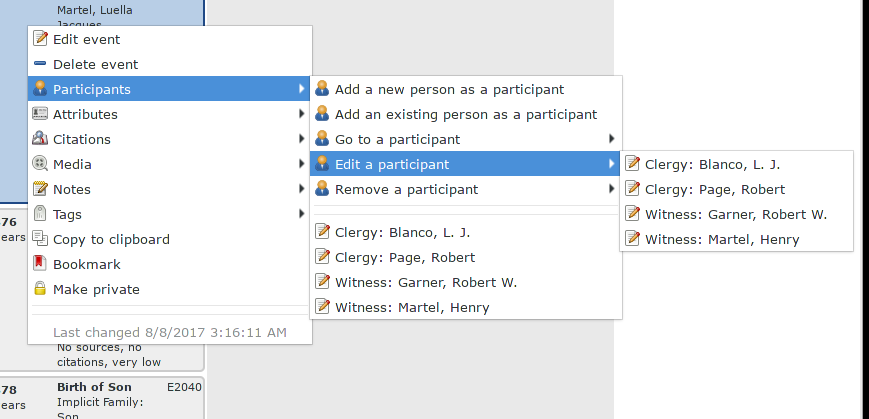 Martel, Luella
Jacques
Edit event
Delete event
Participants
Attributes
Citations
Media
Notes
Tags
Copy to clipboard
Bookmark
Make private
Last changed 8/8/2017 3:16:11 AM
Add a new person as a participant
Add an existing person as a participant
Go to a participant
Edit a participant
Remove a participant
Clergy: Blanco, L. J.
Clergy: Page, Robert
Witness: Garner, Robert W.
Witness: Martel, Henry
Clergy: Blanco, L. J.
Clergy: Page, Robert
Witness: Garner, Robert W.
Witness: Martel, Henry
76
ears
No sources, no
citations, very low
78
ears
Birth of Son E2040
Implicit Family:
Son